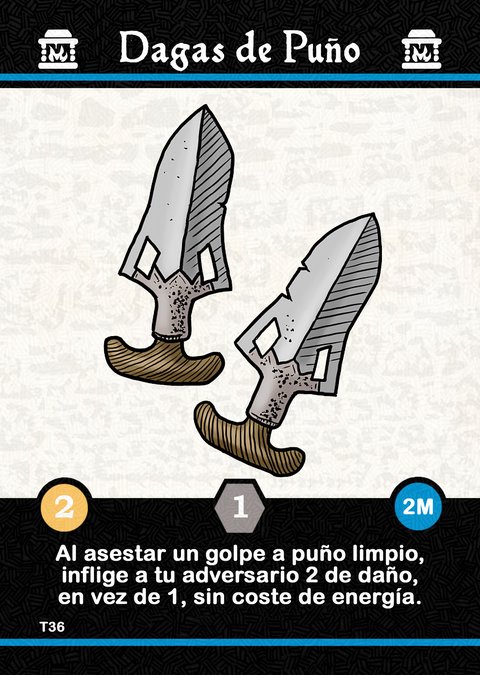 M Dagas de Puño M
2 1 2M
Al asestar un golpe a puño limpio,
inflige a tu adversario 2 de daño,
en vez de 1, sin coste de energía.
T36